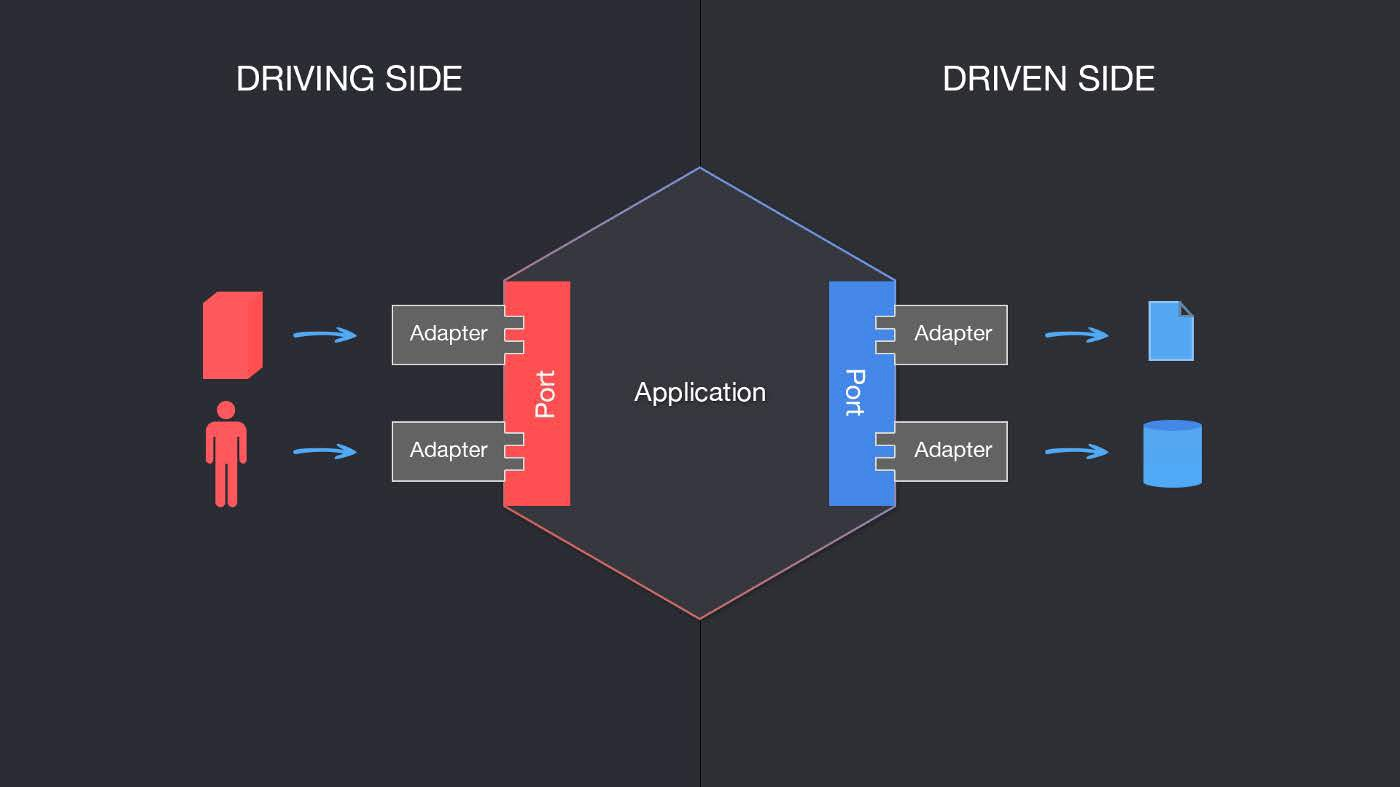 DRIVING SIDE
DRIVEN SIDE
Adapter
Adapter
Port
Application
Port
Adapter
Adapter